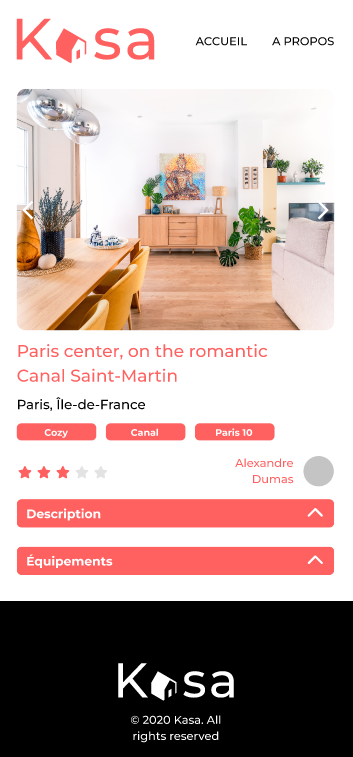 Kasa
ACCUEIL A PROPOS
Paris center, on the romantic
Canal Saint-Martin
Paris, Île-de-France
Cozy Canal Paris 10
Alexandre
Dumas
Description
Équipements
Kasa
© 2020 Kasa. All
rights reserved